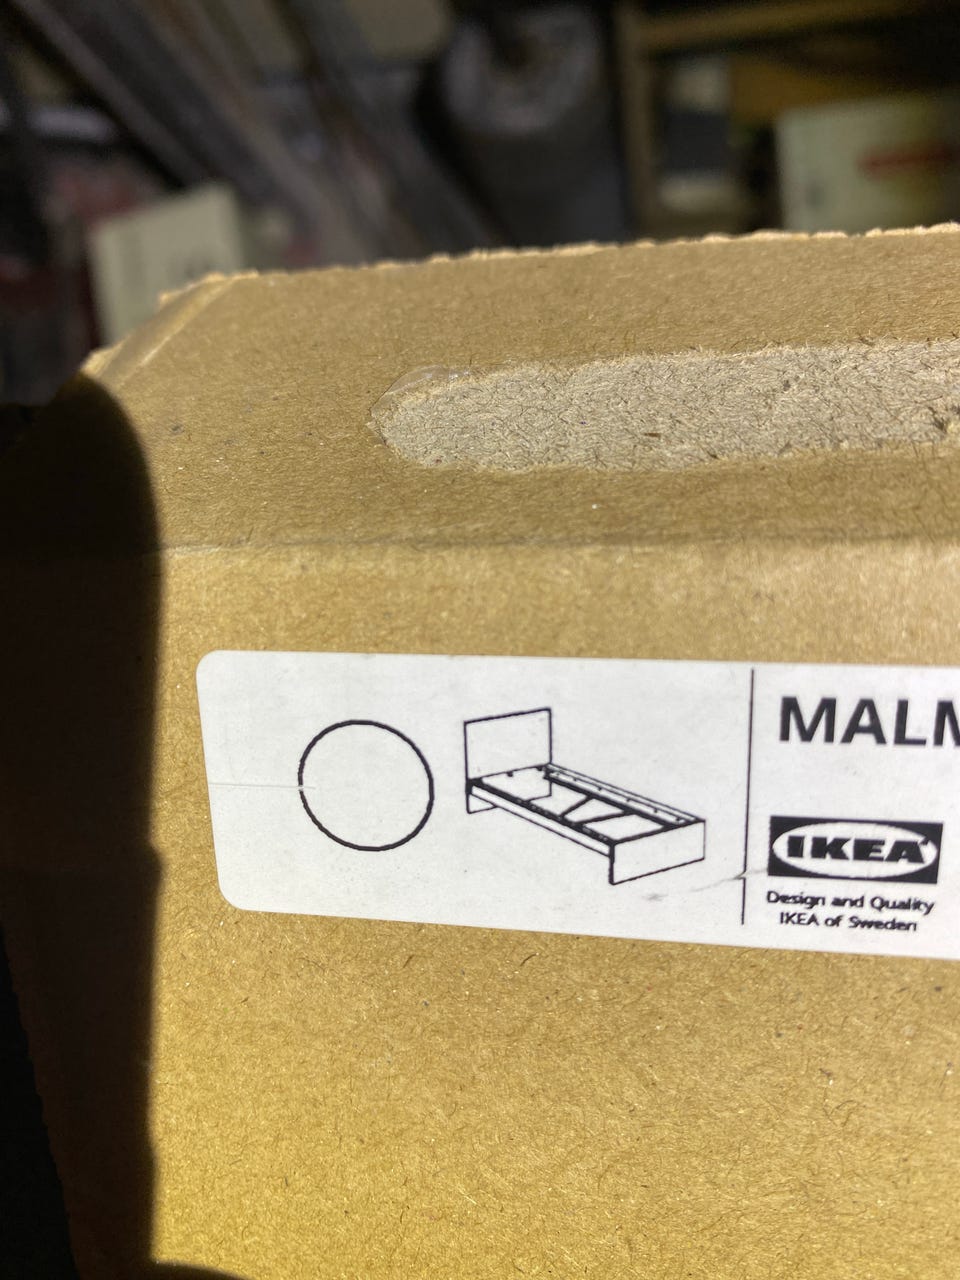 MALM
IKEA
Design and Quality
IKEA of Sweden